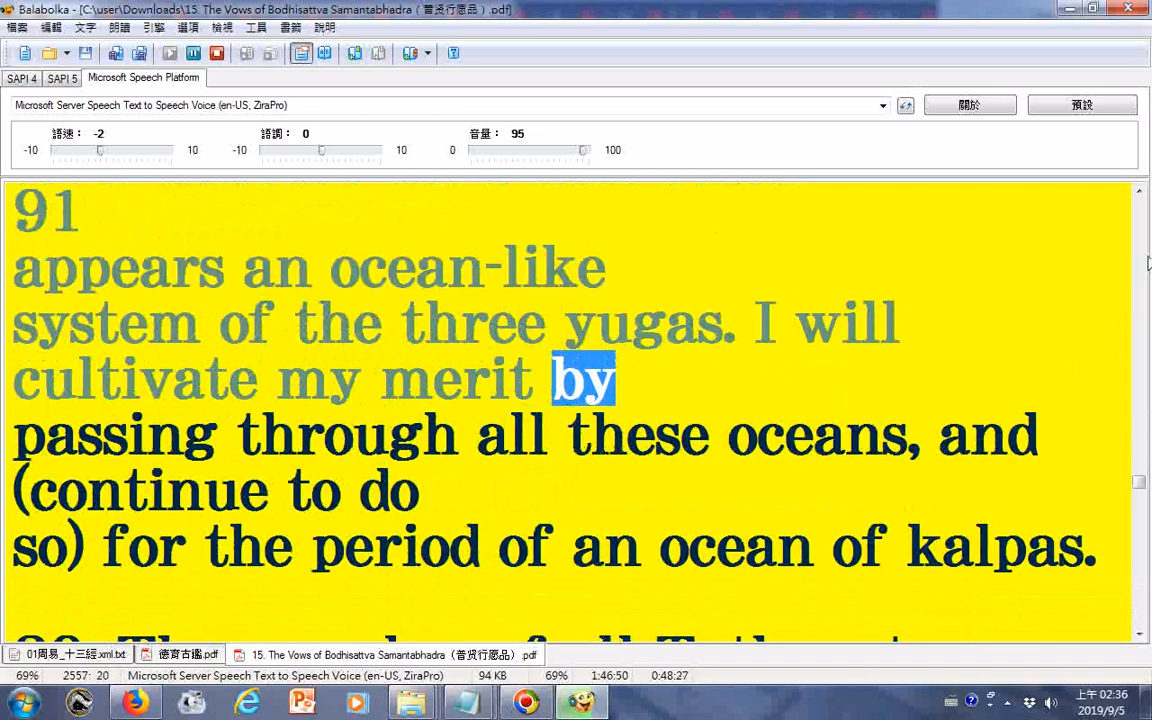 Balabolka - [C:\user\Downloads\15. The Vows of Bodhisattva Samantabhadra（普賢行愿品）.pdf]
檔案 編輯 文字 朗讀 引擎 選項 檢視 工具 書籤 說明
SAPI 4 SAPI 5 Microsoft Speech Platform
Microsoft Server Speech Text to Speech Voice (en-US, ZiraPro) 關於 預設
語速： -2 語調： 0 音量： 95
-10 10 -10 10 0 100
91
appears an ocean-like
system of the three yugas. I will
cultivate my merit by
passing through all these oceans, and
(continue to do
so) for the period of an ocean of kalpas.
01周易_十三經.xml.txt 德育古鑑.pdf 15. The Vows of Bodhisattva Samantabhadra（普賢行愿品）.pdf
69% 2557: 20 Microsoft Server Speech Text to Speech Voice (en-US, ZiraPro) 94 KB 69% 1:46:50 0:48:27
上午 02:36
2019/9/5